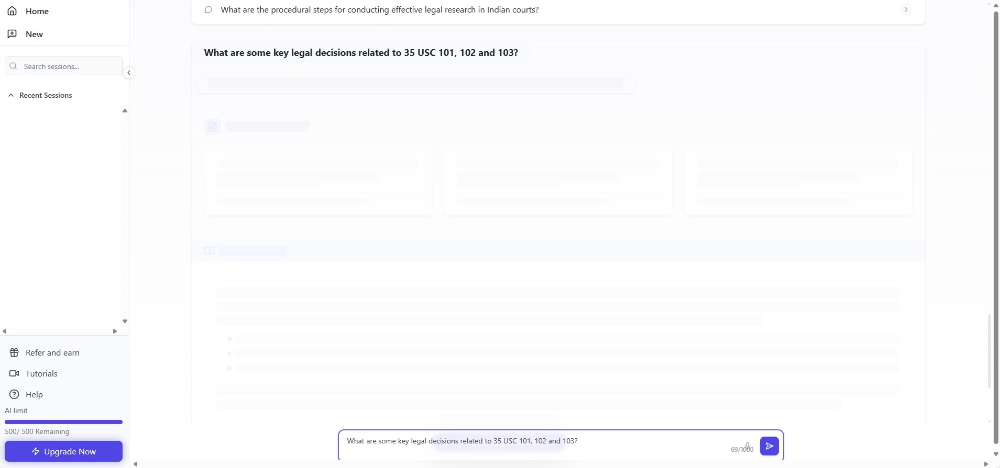 Home
New
Search sessions...
Recent Sessions
Refer and earn
Tutorials
Help
AI limit
500/ 500 Remaining
Upgrade Now
What are the procedural steps for conducting effective legal research in Indian courts?
What are some key legal decisions related to 35 USC 101, 102 and 103?
What are some key legal decisions related to 35 USC 101, 102 and 103?
69/1000